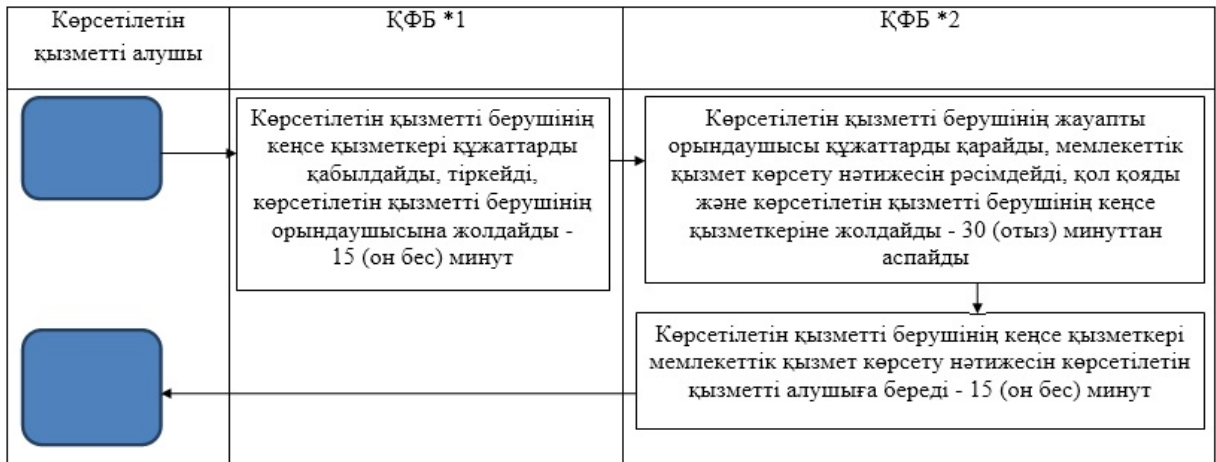 Көрсетілетін
қызметті алушы
ҚФБ *1
ҚФБ *2
Көрсетілетін қызметті берушінің
кеңсе қызметкері құжаттарды
қабылдайды, тіркейді,
көрсетілетін қызметті берушінің
орындаушысына жолдайды -
15 (он бес) минут
Көрсетілетін қызметті берушінің жауапты
орындаушысы құжаттарды қарайды, мемлекеттік
қызмет көрсету нәтижесін рәсімдейді, қол қояды
және көрсетілетін қызметті берушінің кеңсе
қызметкеріне жолдайды - 30 (отыз) минуттан
аспайды
Көрсетілетін қызметті берушінің кеңсе қызметкері
мемлекеттік қызмет көрсету нәтижесін көрсетілетін
қызметті алушыға береді - 15 (он бес) минут